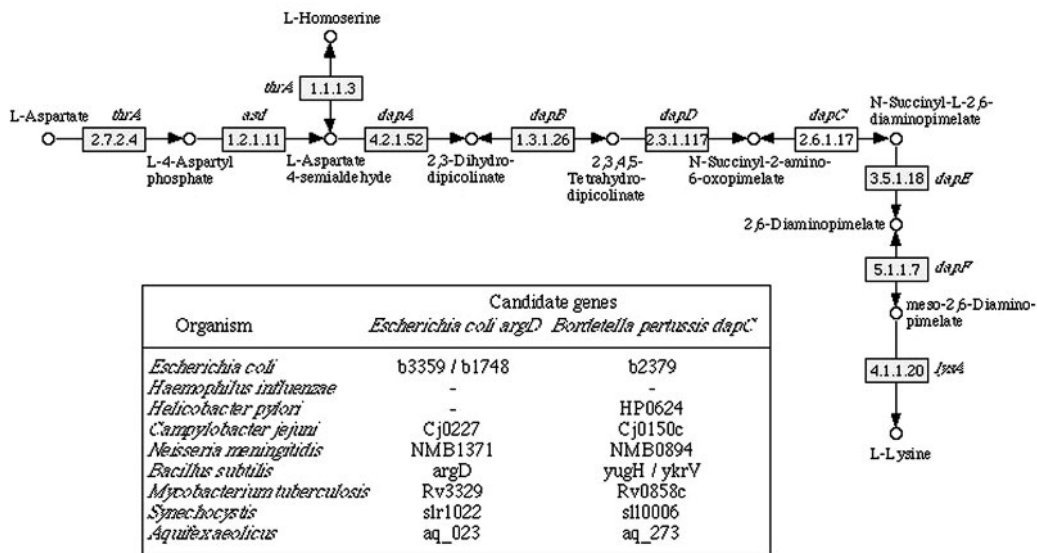 L-Homoserine
thrA 1.1.1.3
L-Aspartate thrA asd dapA dapB dapD dapC N-Succinyl-L-2,6-
diaminopimelate
2.7.2.4 1.2.1.11 4.2.1.52 1.3.1.26 2.3.1.117 2.6.1.17
L-4-Aspartyl
phosphate
L-Aspartate
4-semialdehyde
2,3-Dihydro-
dipicolinate
2,3,4,5-
Tetrahydro-
dipicolinate
N-Succinyl-2-amino-
6-oxopimelate
3.5.1.18 dapE
2,6-Diaminopimelate
5.1.1.7 dapF
meso-2,6-Diamino-
pimelate
4.1.1.20 lysA
L-Lysine
Candidate genes
Organism Escherichia coli argD Bordetella pertussis dapC
Escherichia coli b3359 / b1748 b2379
Haemophilus influenzae - -
Helicobacter pylori - HP0624
Campylobacter jejuni Cj0227 Cj0150c
Neisseria meningitidis NMB1371 NMB0894
Bacillus subtilis argD yugH / ykrV
Mycobacterium tuberculosis Rv3329 Rv0858c
Synechocystis slr1022 sll0006
Aquifex aeolicus aq_023 aq_273